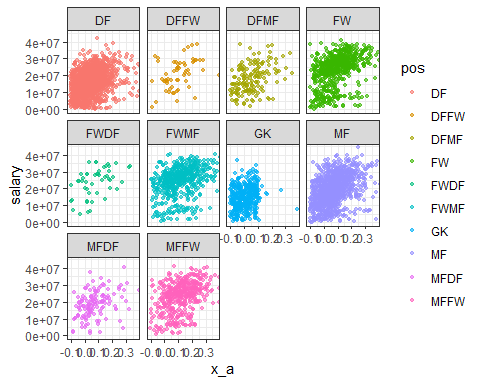 DF DFFW DFMF FW
4e+07
3e+07
2e+07
1e+07
0e+00
FWDF FWMF GK MF
4e+07
3e+07
2e+07
1e+07
0e+00
MFDF MFFW
4e+07
3e+07
2e+07
1e+07
0e+00
-0.1 0.0 0.1 0.2 0.3 -0.1 0.0 0.1 0.2 0.3
-0.1 0.0 0.1 0.2 0.3 -0.1 0.0 0.1 0.2 0.3
x_a
salary
pos
DF
DFFW
DFMF
FW
FWDF
FWMF
GK
MF
MFDF
MFFW